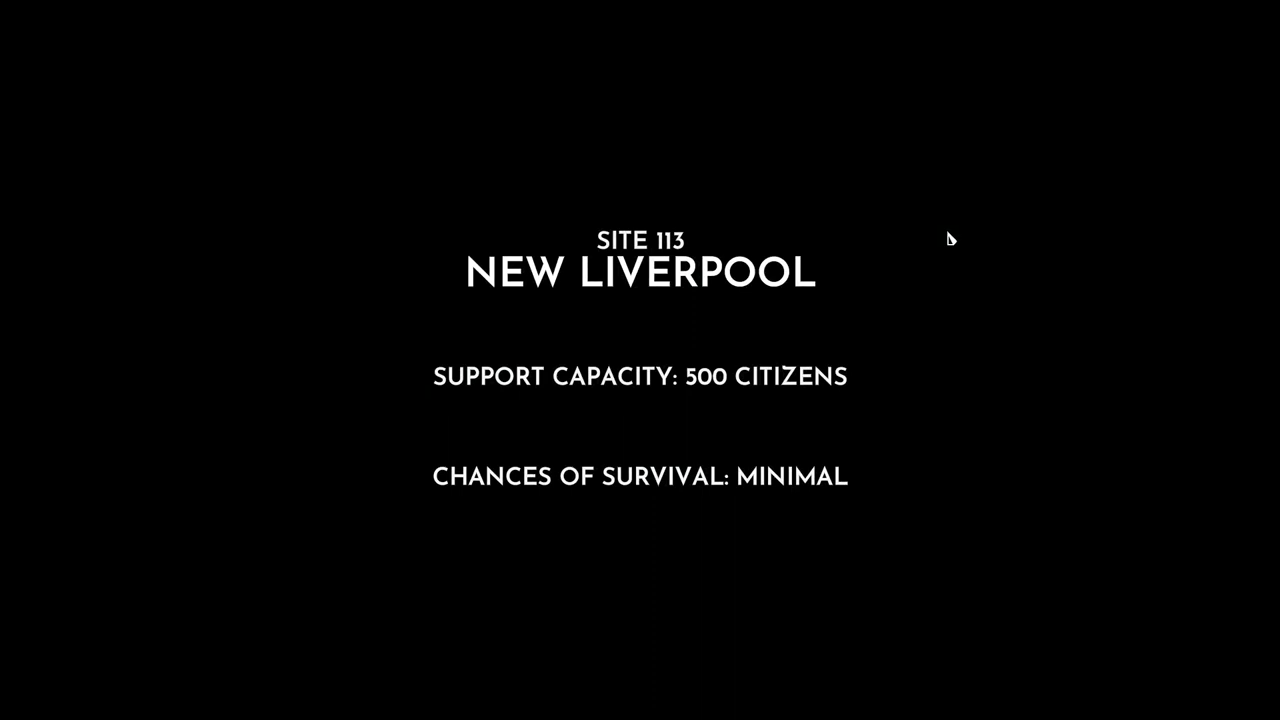 SITE 113
NEW LIVERPOOL
SUPPORT CAPACITY: 500 CITIZENS
CHANCES OF SURVIVAL: MINIMAL